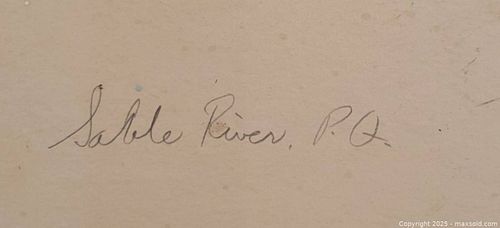 Sable River, P. Q.
Copyright 2025 - maxsold.com